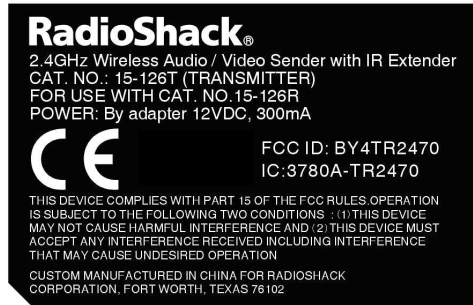 RadioShack®
2.4GHz Wireless Audio / Video Sender with IR Extender
CAT. NO.: 15-126T (TRANSMITTER)
FOR USE WITH CAT. NO.15-126R
POWER: By adapter 12VDC, 300mA
CE
FCC ID: BY4TR2470
IC:3780A-TR2470
THIS DEVICE COMPLIES WITH PART 15 OF THE FCC RULES.OPERATION
IS SUBJECT TO THE FOLLOWING TWO CONDITIONS : (1) THIS DEVICE
MAY NOT CAUSE HARMFUL INTERFERENCE AND (2) THIS DEVICE MUST
ACCEPT ANY INTERFERENCE RECEIVED INCLUDING INTERFERENCE
THAT MAY CAUSE UNDESIRED OPERATION
CUSTOM MANUFACTURED IN CHINA FOR RADIOSHACK
CORPORATION, FORT WORTH, TEXAS 76102